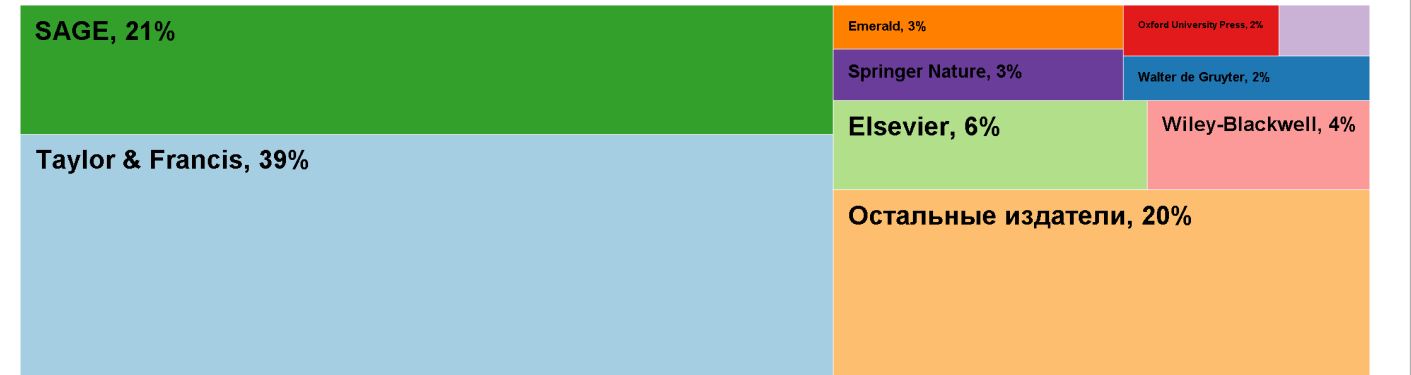 SAGE, 21%
Taylor & Francis, 39%
Emerald, 3%
Oxford University Press, 2%
Springer Nature, 3%
Walter de Gruyter, 2%
Elsevier, 6%
Wiley-Blackwell, 4%
Остальные издатели, 20%